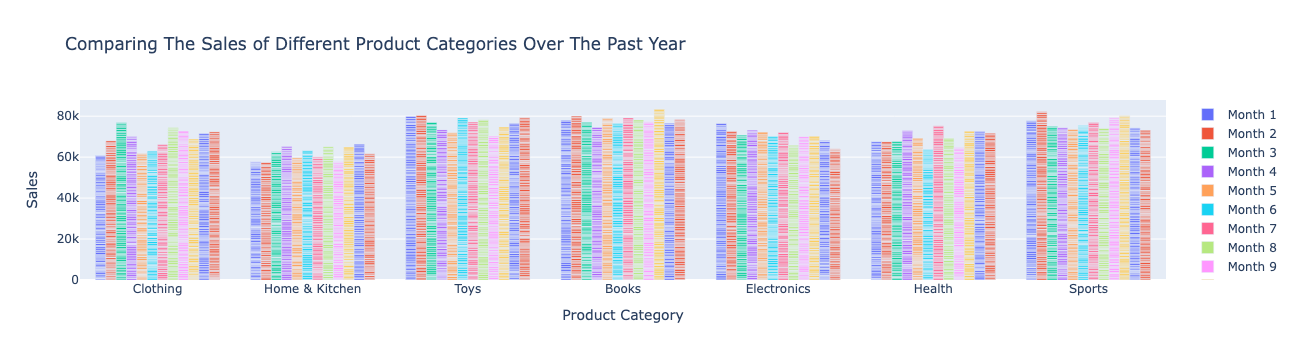 Comparing The Sales of Different Product Categories Over The Past Year
80k
60k
40k
20k
0
Sales
Clothing
Home & Kitchen
Toys
Books
Electronics
Health
Sports
Product Category
Month 1
Month 2
Month 3
Month 4
Month 5
Month 6
Month 7
Month 8
Month 9